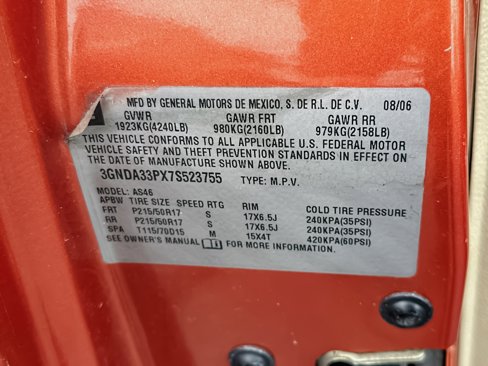 MFD BY GENERAL MOTORS DE MEXICO, S. DE R.L. DE C.V. 08/06
GVWR GAWR FRT GAWR RR
1923KG(4240LB) 980KG(2160LB) 979KG(2158LB)
THIS VEHICLE CONFORMS TO ALL APPLICABLE U.S. FEDERAL MOTOR
VEHICLE SAFETY AND THEFT PREVENTION STANDARDS IN EFFECT ON
THE DATE OF MANUFACTURE SHOWN ABOVE.
3GNDA33PX7S523755 TYPE: M.P.V.
MODEL: AS46
APBW TIRE SIZE SPEED RTG RIM COLD TIRE PRESSURE
FRT P215/50R17 S 17X6.5J 240KPA(35PSI)
RR P215/50R17 S 17X6.5J 240KPA(35PSI)
SPA T115/70D15 M 15X4T 420KPA(60PSI)
SEE OWNER'S MANUAL FOR MORE INFORMATION.